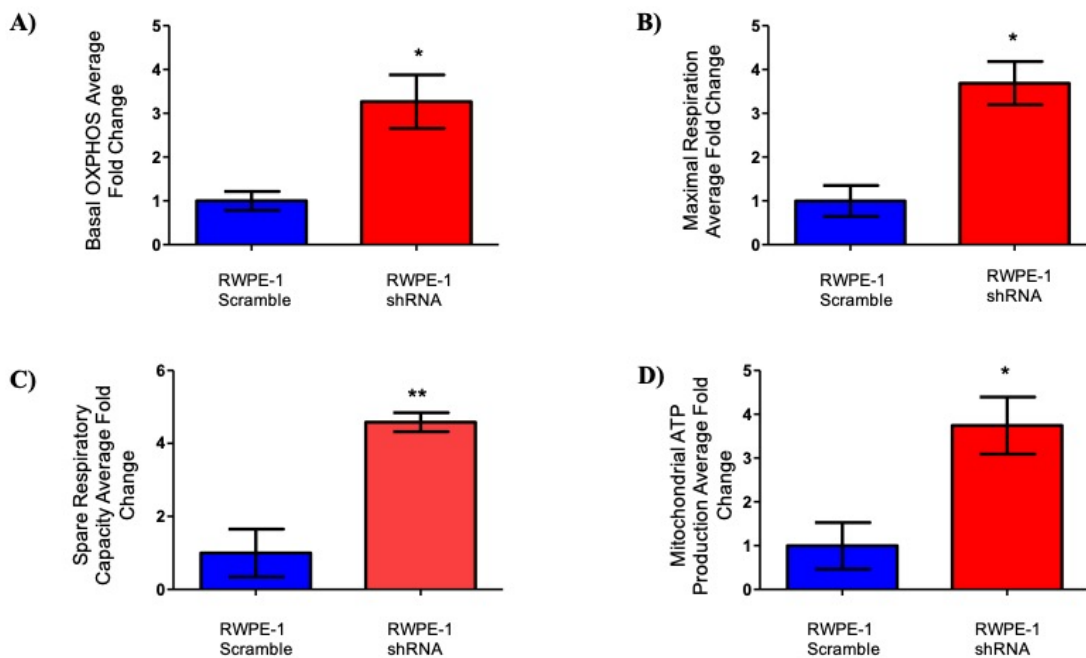 A)
Basal OXPHOS Average
Fold Change
5
4
3
2
1
0
*
RWPE-1
Scramble
RWPE-1
shRNA
B)
Maximal Respiration
Average Fold Change
5
4
3
2
1
0
*
RWPE-1
Scramble
RWPE-1
shRNA
C)
Spare Respiratory
Capacity Average Fold
Change
6
4
2
0
**
RWPE-1
Scramble
RWPE-1
shRNA
D)
Mitochondrial ATP
Production Average Fold
Change
5
4
3
2
1
0
*
RWPE-1
Scramble
RWPE-1
shRNA